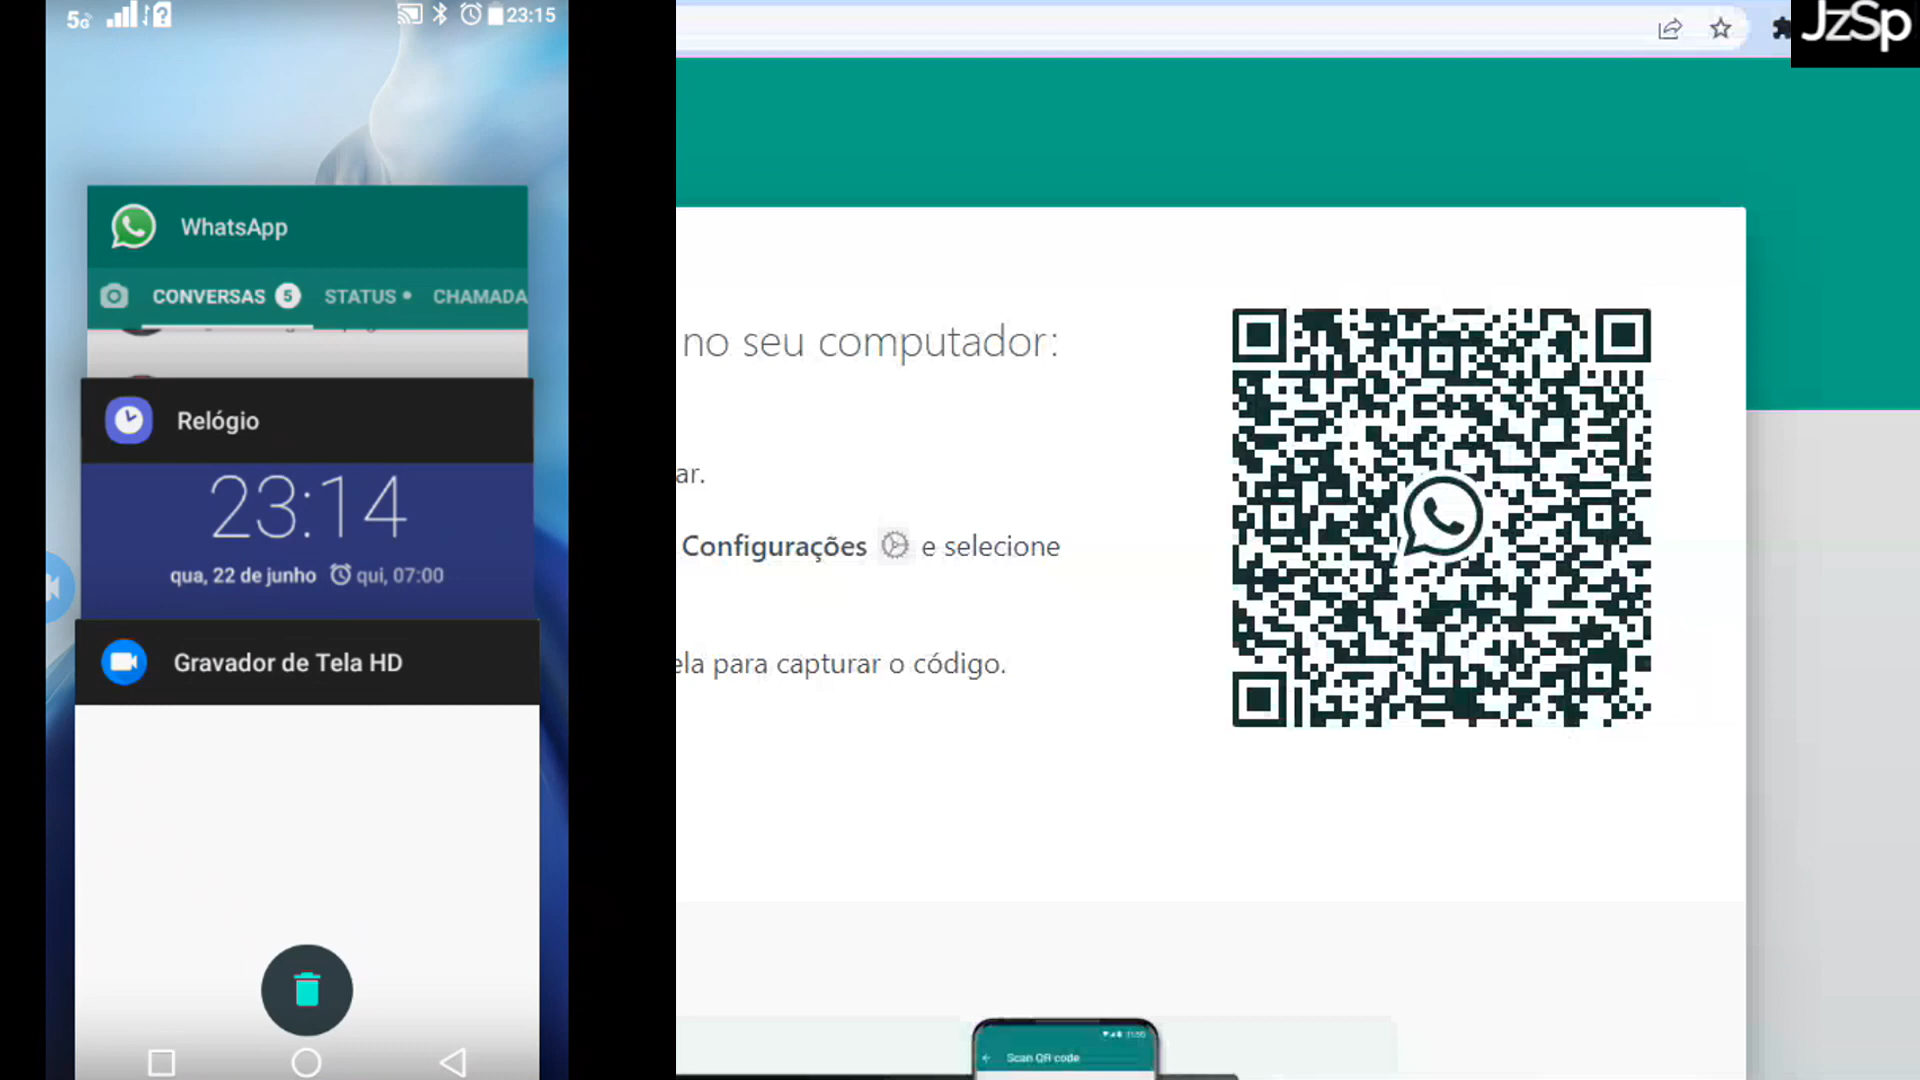 5G
23:15
JzSp
WhatsApp
CONVERSAS 5 STATUS CHAMADA
Relógio
23:14
qua, 22 de junho qui, 07:00
Gravador de Tela HD
no seu computador:
ar.
Configurações e selecione
ela para capturar o código.
Scan QR code